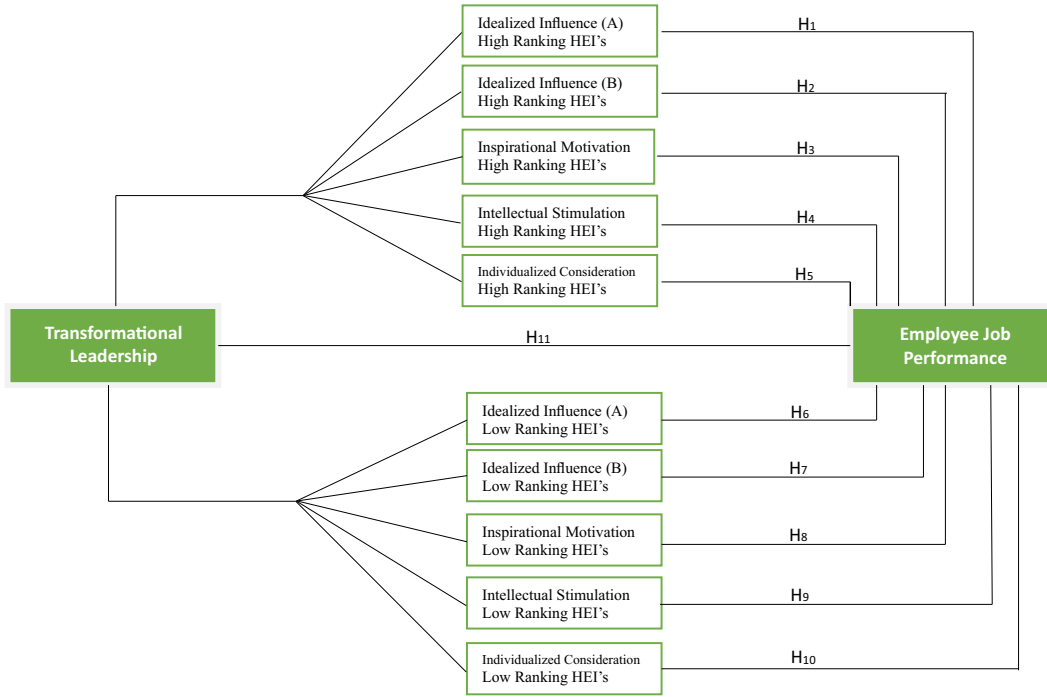 Idealized Influence (A)
High Ranking HEI's
H1
Idealized Influence (B)
High Ranking HEI's
H2
Inspirational Motivation
High Ranking HEI's
H3
Intellectual Stimulation
High Ranking HEI's
H4
Individualized Consideration
High Ranking HEI's
H5
Transformational
Leadership
H11
Employee Job
Performance
Idealized Influence (A)
Low Ranking HEI's
H6
Idealized Influence (B)
Low Ranking HEI's
H7
Inspirational Motivation
Low Ranking HEI's
H8
Intellectual Stimulation
Low Ranking HEI's
H9
Individualized Consideration
Low Ranking HEI's
H10